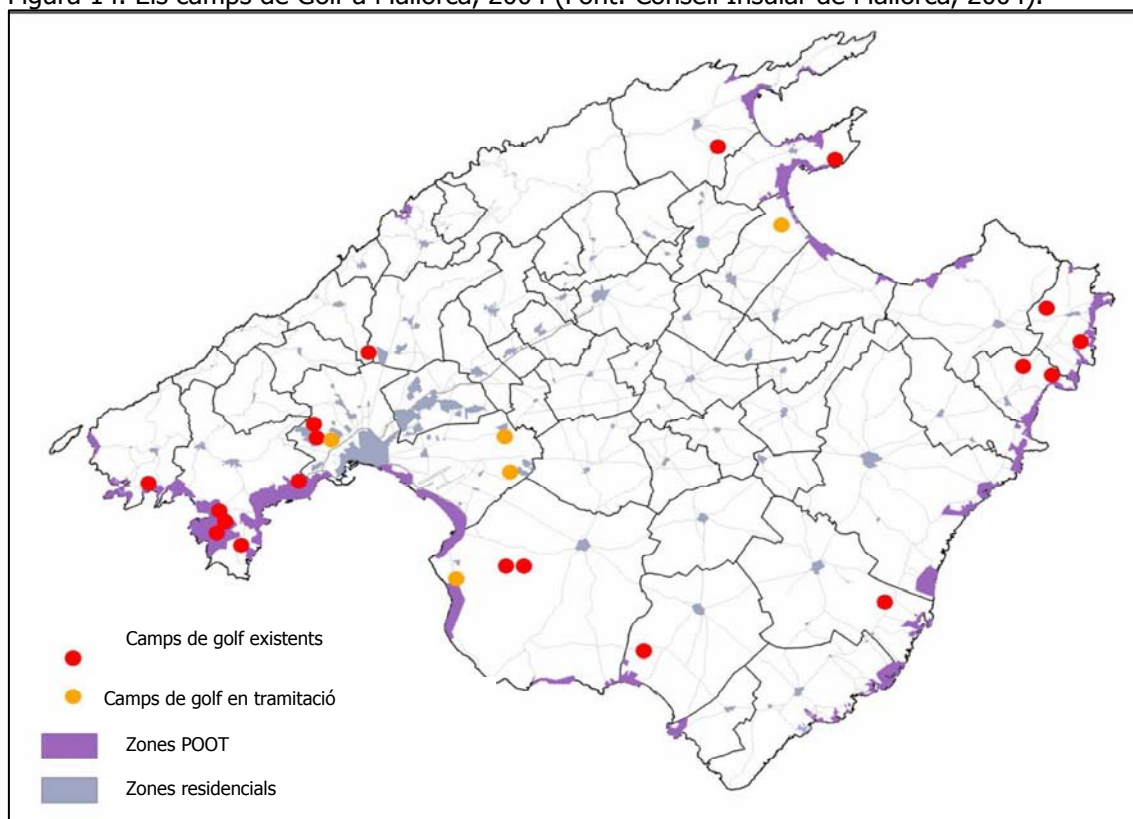 Figura 14. Els camps de Golf a Mallorca, 2004 (Font: Consell Insular de Mallorca, 2004).
Camps de golf existents
Camps de golf en tramitació
Zones POOT
Zones residencials